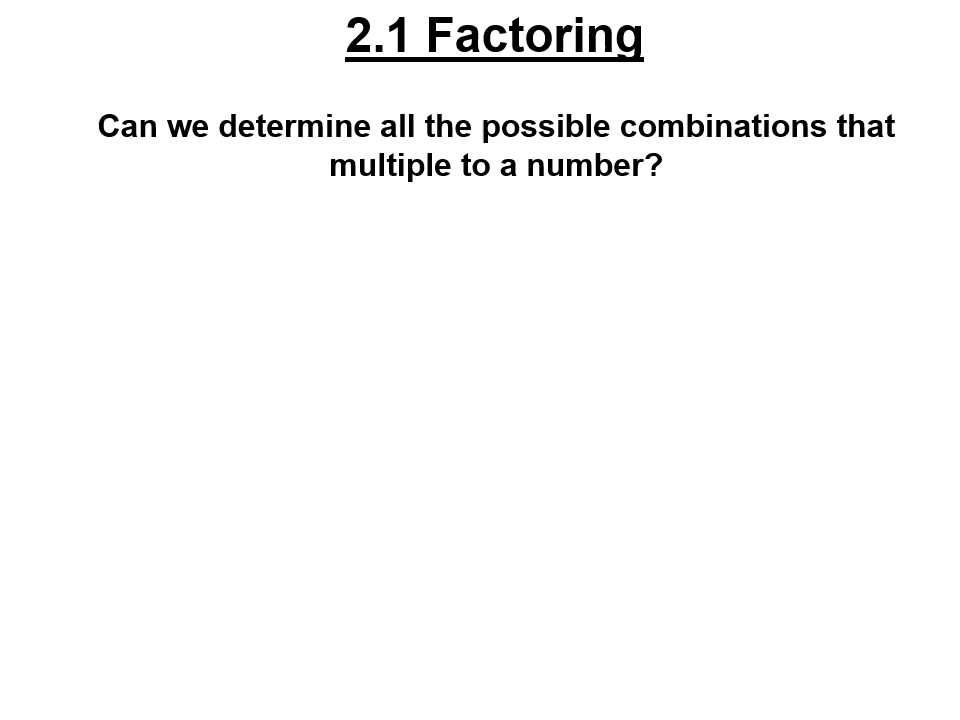 2.1 Factoring
Can we determine all the possible combinations that
multiple to a number?